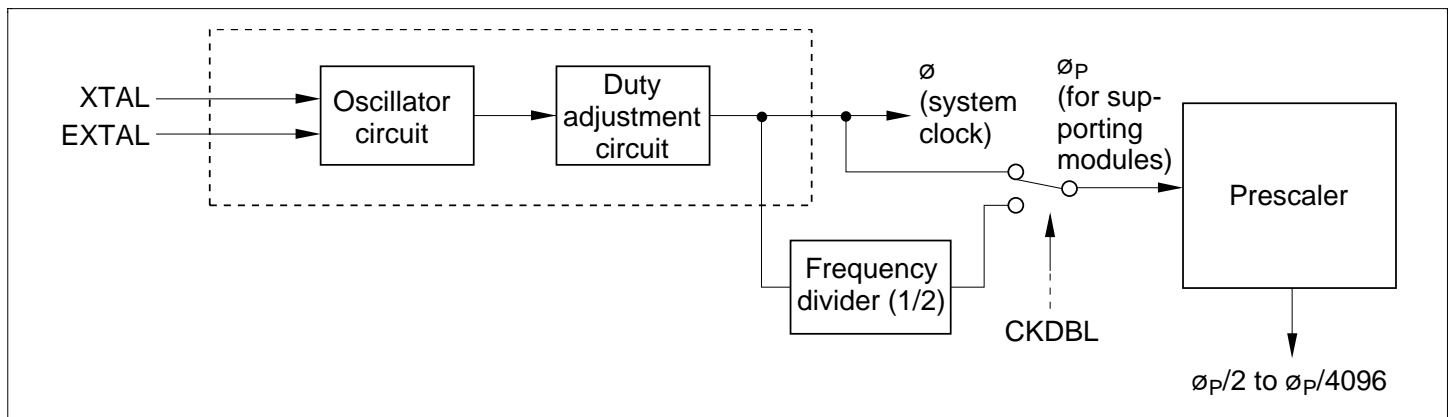 XTAL
EXTAL
Oscillator
circuit
Duty
adjustment
circuit
ø
(system
clock)
øP
(for sup-
porting
modules)
Prescaler
Frequency
divider (1/2)
CKDBL
øP/2 to øP/4096